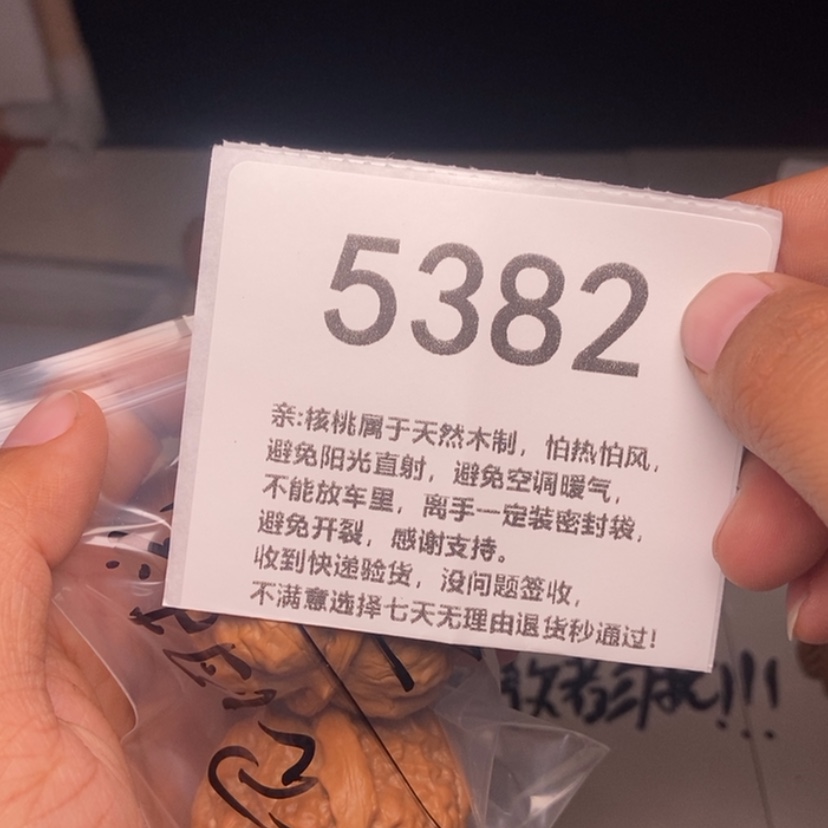 5382
亲:核桃属于天然木制，怕热怕风，
避免阳光直射，避免空调暖气，
不能放车里，离手一定装密封袋，
避免开裂，感谢支持。
收到快递验货，没问题签收，
不满意选择七天无理由退货秒通过!